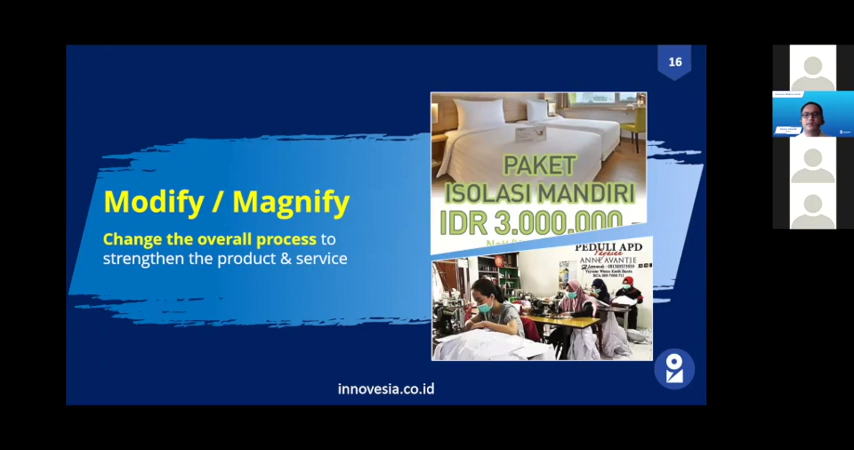 16
Modify / Magnify
Change the overall process to
strengthen the product & service
PAKET
ISOLASI MANDIRI
IDR 3.000.000,-
PEDULI APD
ANNE AVANTIE
innovesia.co.id